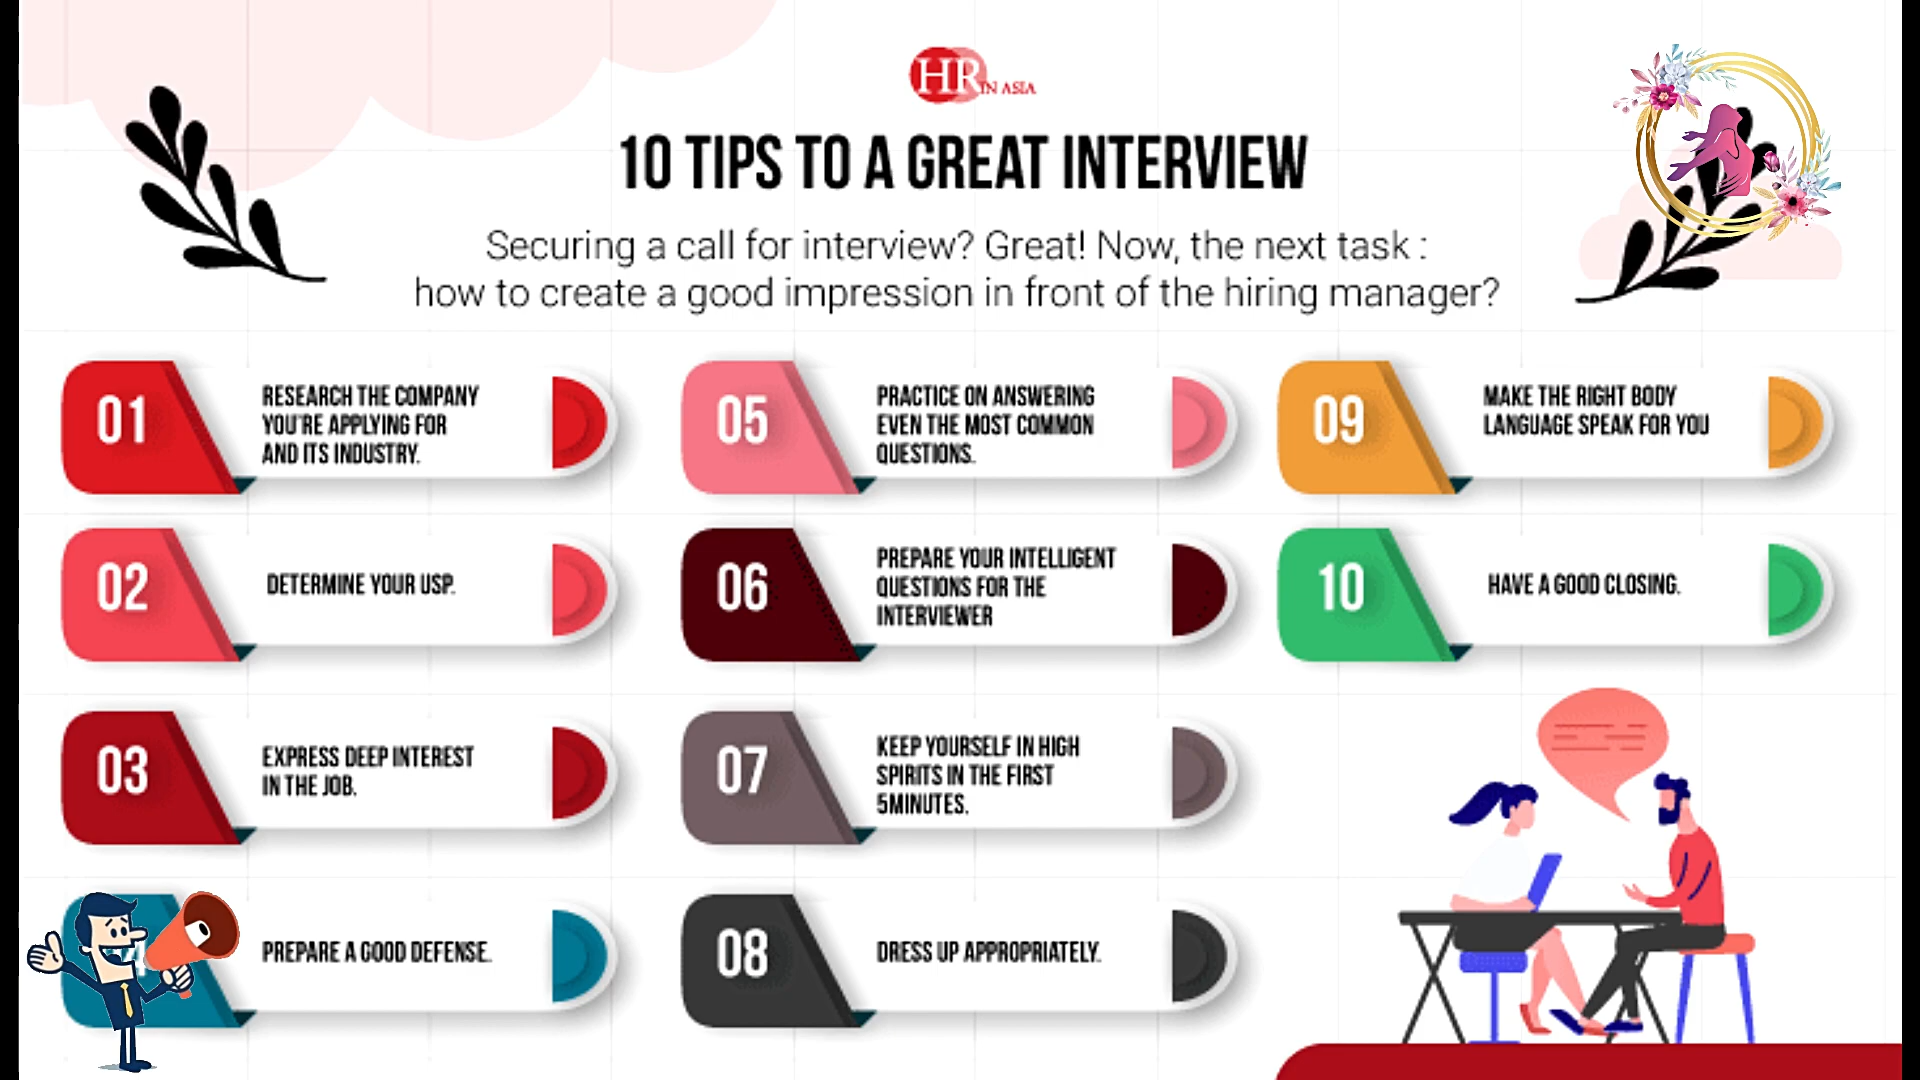 HR IN ASIA
10 TIPS TO A GREAT INTERVIEW
Securing a call for interview? Great! Now, the next task :
how to create a good impression in front of the hiring manager?
01
RESEARCH THE COMPANY
YOU'RE APPLYING FOR
AND ITS INDUSTRY.
02
DETERMINE YOUR USP.
03
EXPRESS DEEP INTEREST
IN THE JOB.
PREPARE A GOOD DEFENSE.
05
PRACTICE ON ANSWERING
EVEN THE MOST COMMON
QUESTIONS.
06
PREPARE YOUR INTELLIGENT
QUESTIONS FOR THE
INTERVIEWER
07
KEEP YOURSELF IN HIGH
SPIRITS IN THE FIRST
5MINUTES.
08
DRESS UP APPROPRIATELY.
09
MAKE THE RIGHT BODY
LANGUAGE SPEAK FOR YOU
10
HAVE A GOOD CLOSING.